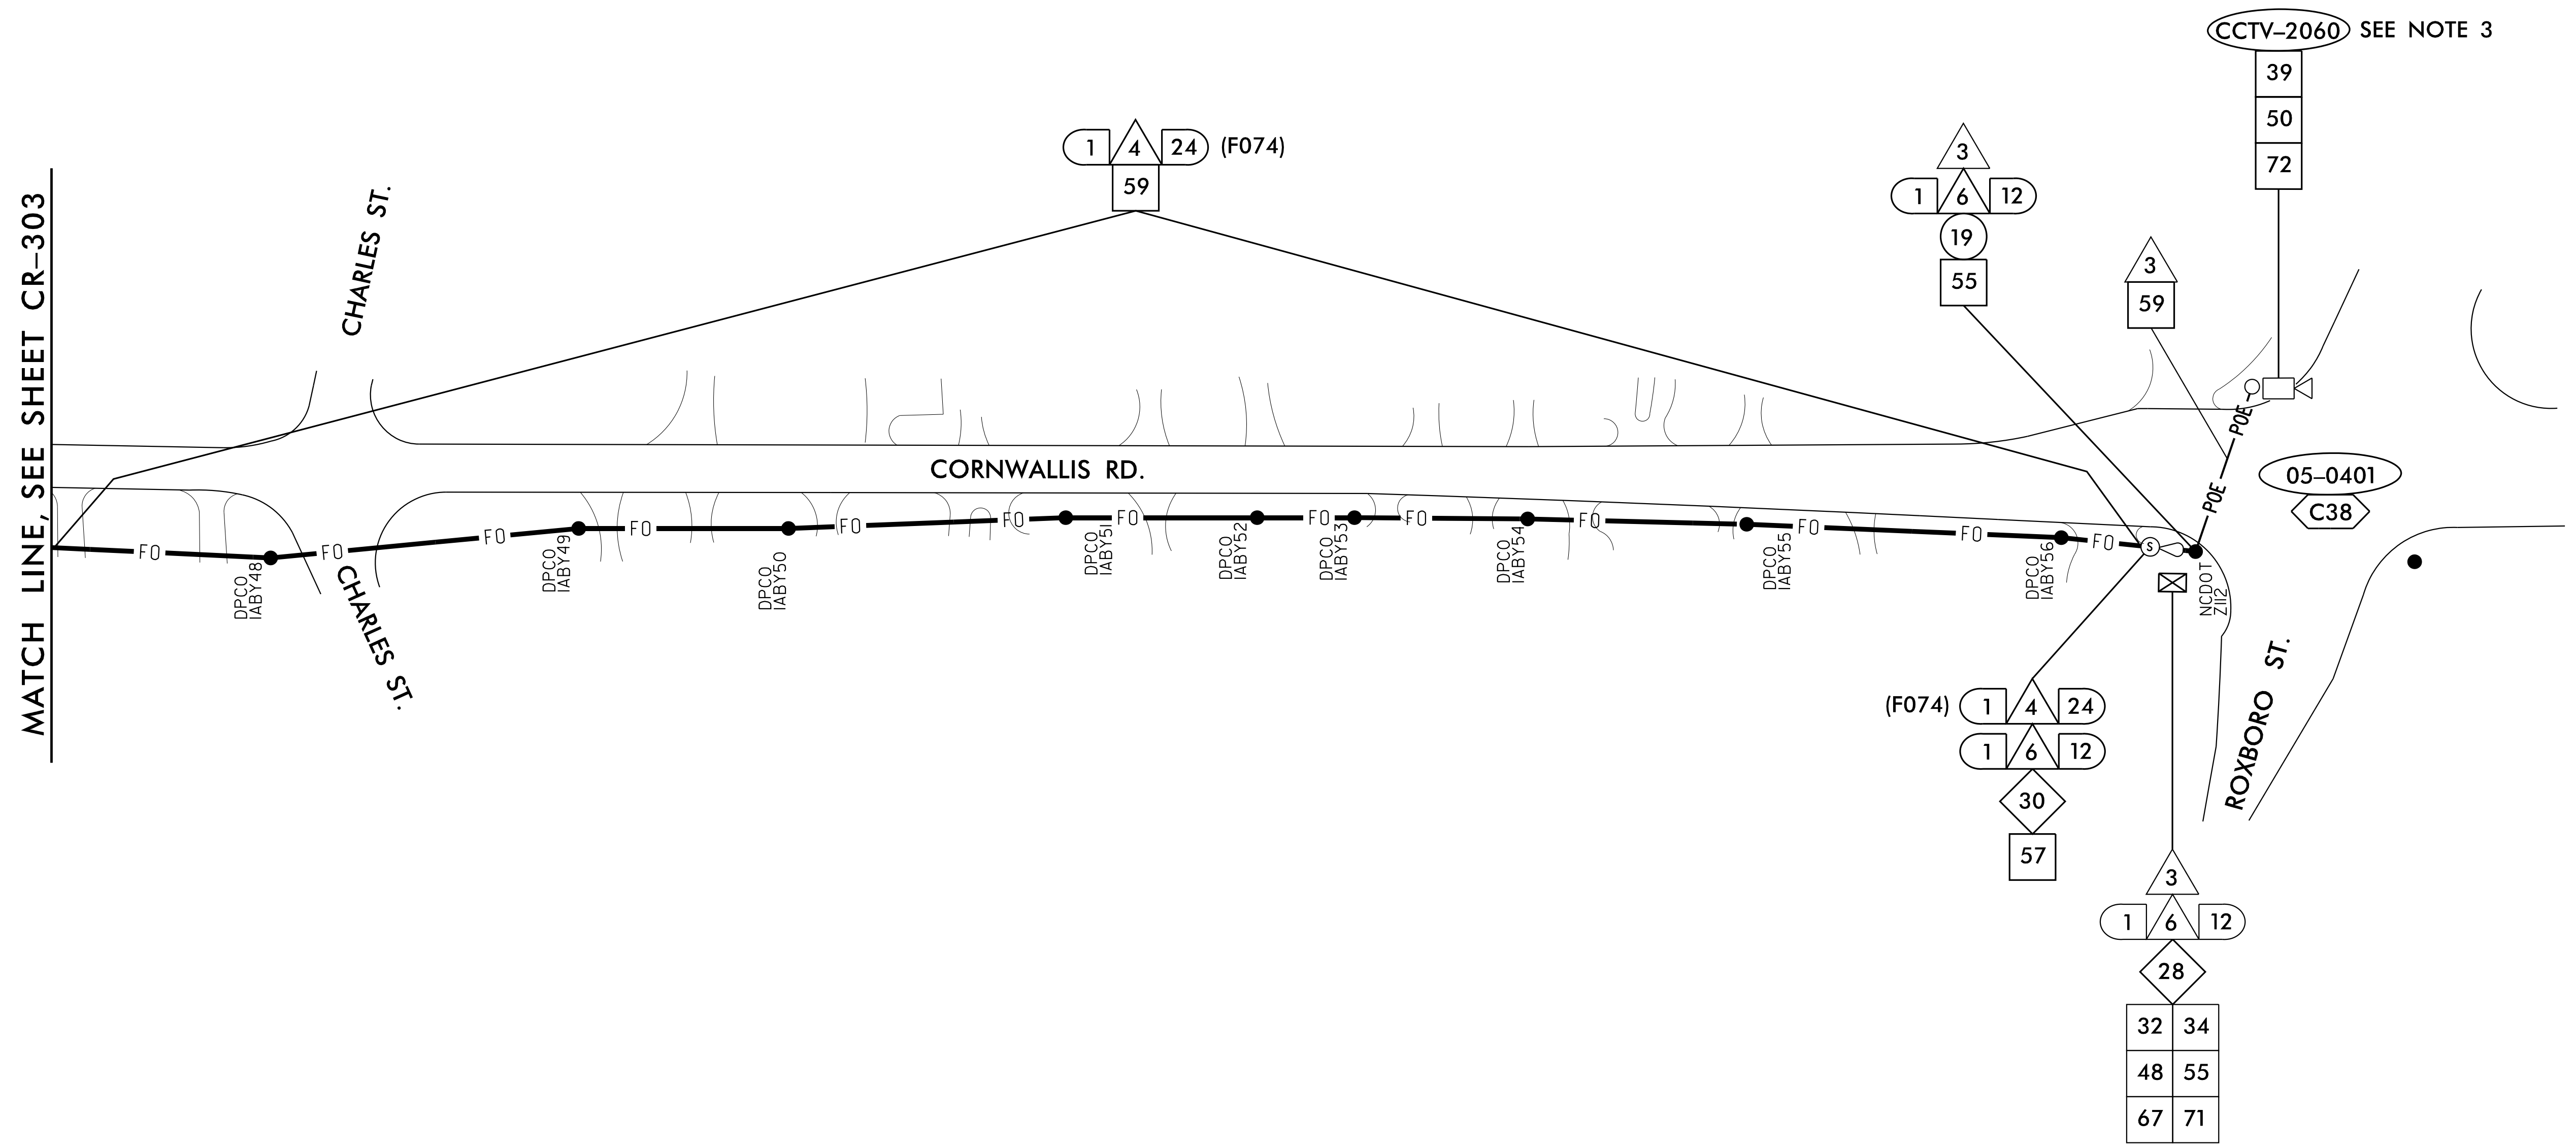 CCTV–2060 SEE NOTE 3
39
50
72
1 4 24 (F074)
59
3
1 6 12
19
55
3
59
MATCH LINE, SEE SHEET CR–303
CHARLES ST.
CORNWALLIS RD.
POE
POE
05–0401
C38
FO FO FO FO FO FO FO FO FO FO FO FO FO
S
DPCO
IABY48
DPCO
IABY49
DPCO
IABY50
DPCO
IABY51
DPCO
IABY52
DPCO
IABY53
DPCO
IABY54
DPCO
IABY55
DPCO
IABY56
NCDOT
Z112
CHARLES ST.
ROXBORO ST.
(F074) 1 4 24
1 6 12
30
57
3
1 6 12
28
32 34
48 55
67 71